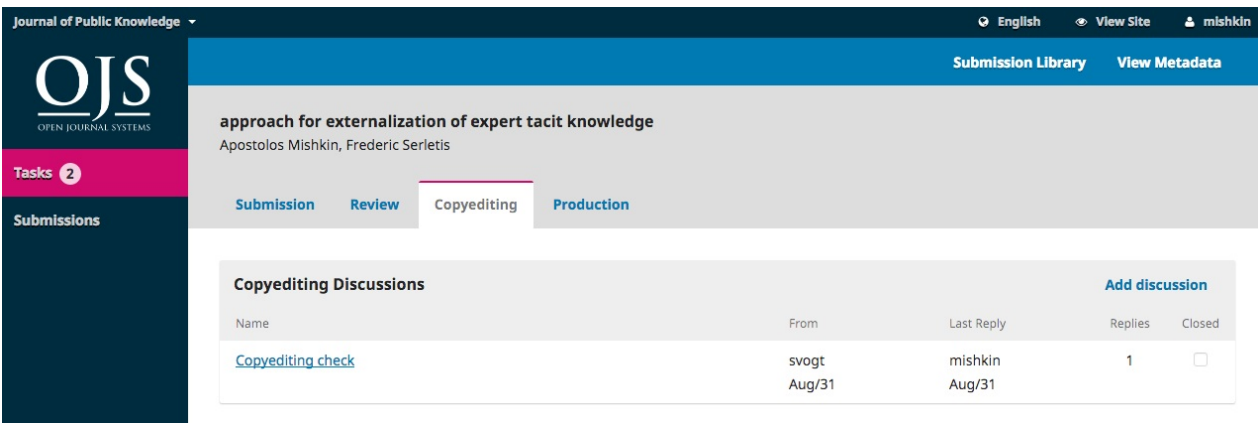 Journal of Public Knowledge
English View Site mishkin
OJS
OPEN JOURNAL SYSTEMS
Submission Library View Metadata
approach for externalization of expert tacit knowledge
Apostolos Mishkin, Frederic Serletis
Tasks 2
Submissions
Submission Review Copyediting Production
Copyediting Discussions Add discussion
Name From Last Reply Replies Closed
Copyediting check svogt mishkin 1
Aug/31 Aug/31